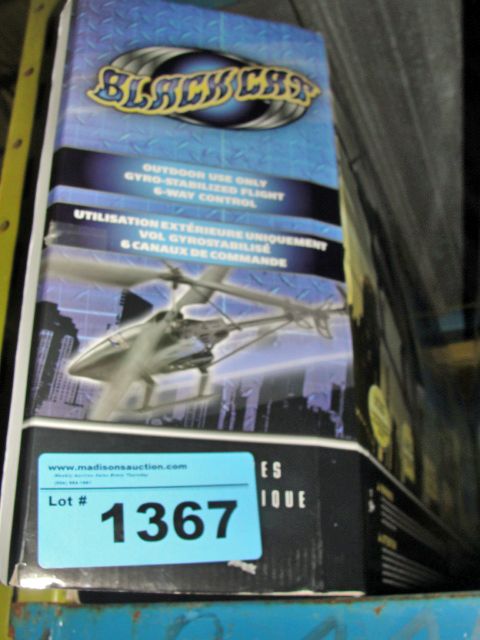 BLACK CAT
OUTDOOR USE ONLY
GYRO-STABILIZED FLIGHT
6-WAY CONTROL
UTILISATION EXTÉRIEURE UNIQUEMENT
VOL GYROSTABILISÉ
6 CANAUX DE COMMANDE
ES
IQUE
www.madisonsauction.com
Lot # 1367